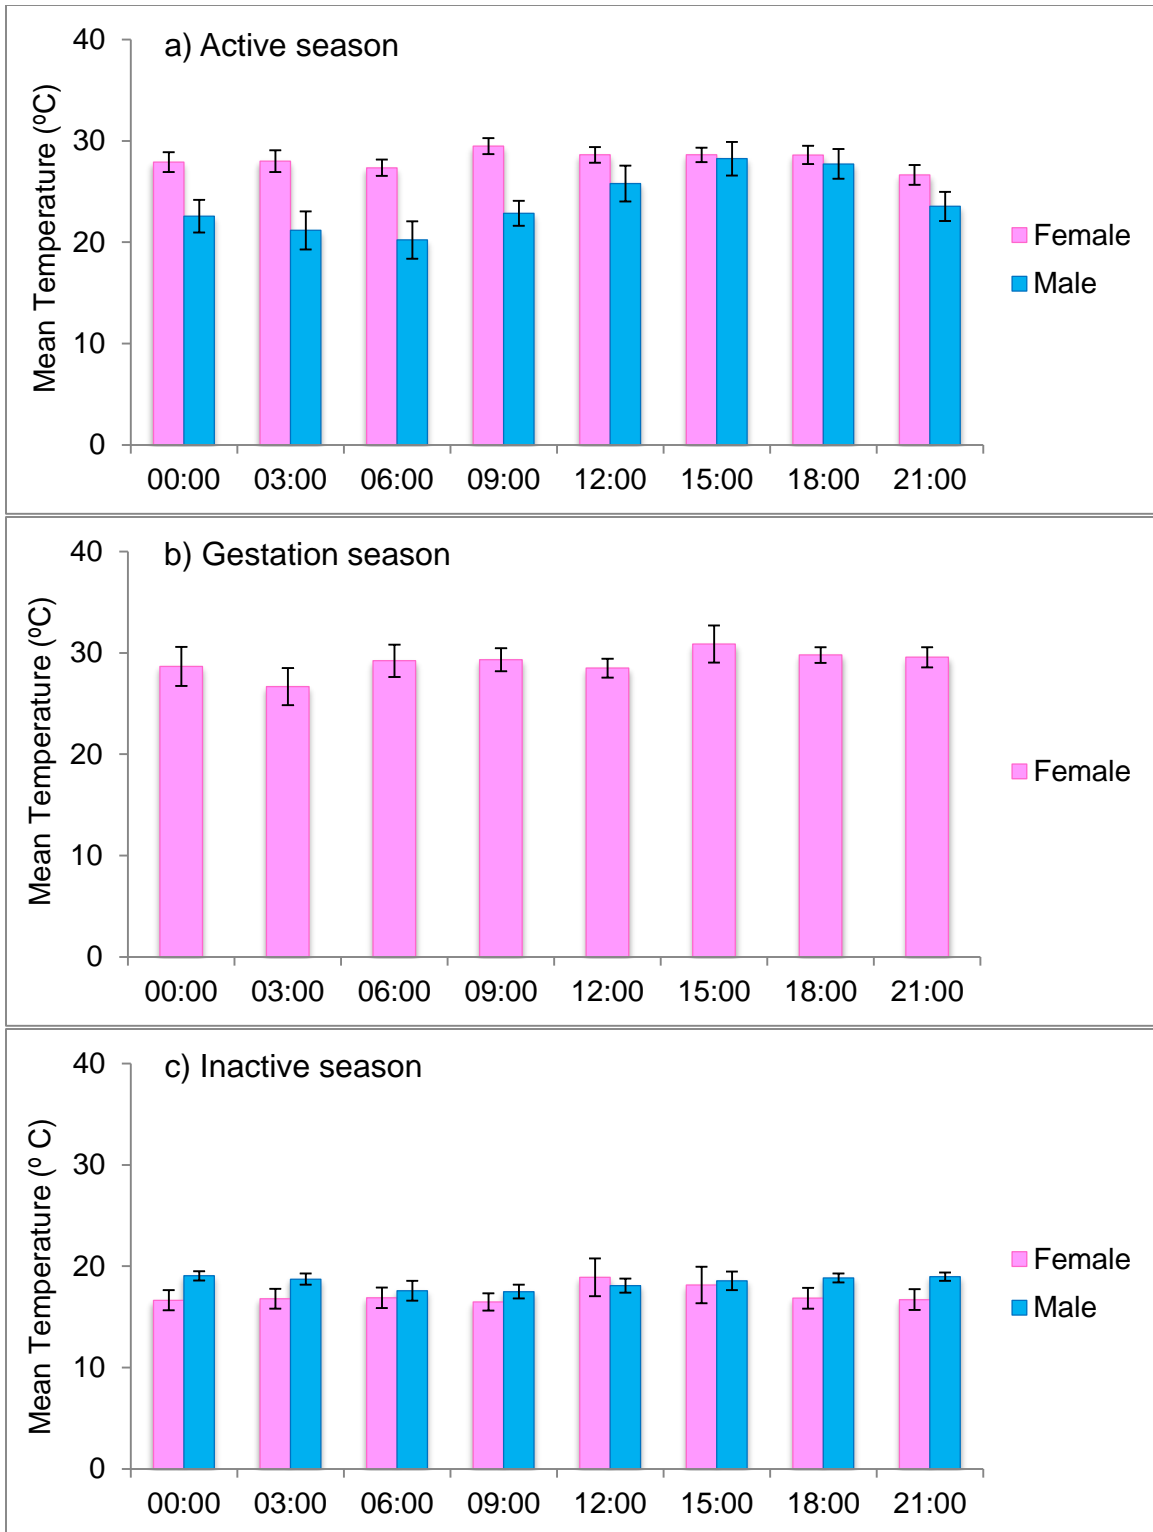 a) Active season
Mean Temperature (ºC)
40
30
20
10
0
00:00 03:00 06:00 09:00 12:00 15:00 18:00 21:00
Female
Male
b) Gestation season
Mean Temperature (ºC)
40
30
20
10
0
00:00 03:00 06:00 09:00 12:00 15:00 18:00 21:00
Female
c) Inactive season
Mean Temperature (º C)
40
30
20
10
0
00:00 03:00 06:00 09:00 12:00 15:00 18:00 21:00
Female
Male